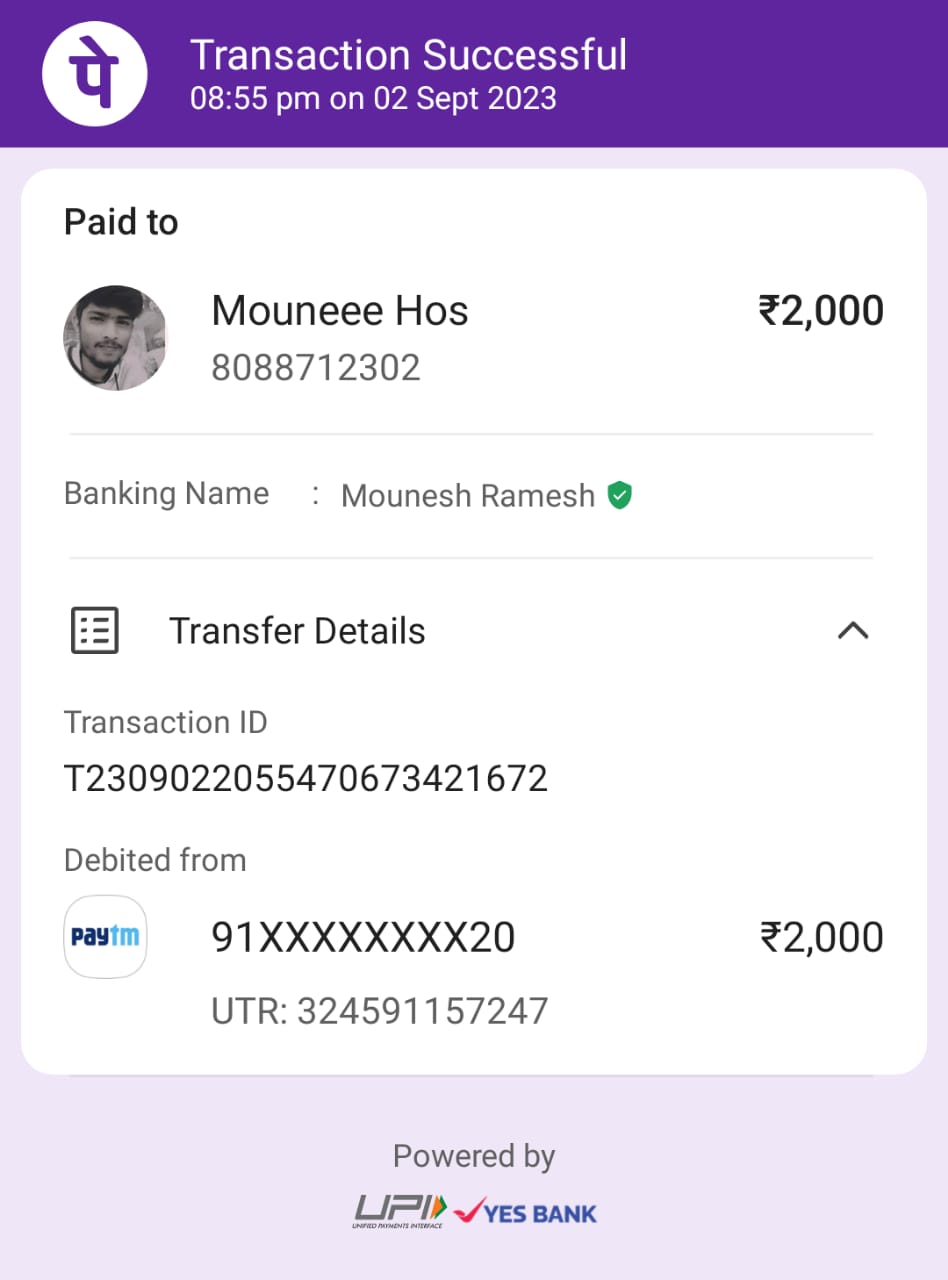 पे
Transaction Successful
08:55 pm on 02 Sept 2023
Paid to
Mouneee Hos ₹2,000
8088712302
Banking Name : Mounesh Ramesh
Transfer Details
Transaction ID
T2309022055470673421672
Debited from
paytm 91XXXXXXXX20 ₹2,000
UTR: 324591157247
Powered by
UPI YES BANK
UNIFIED PAYMENTS INTERFACE